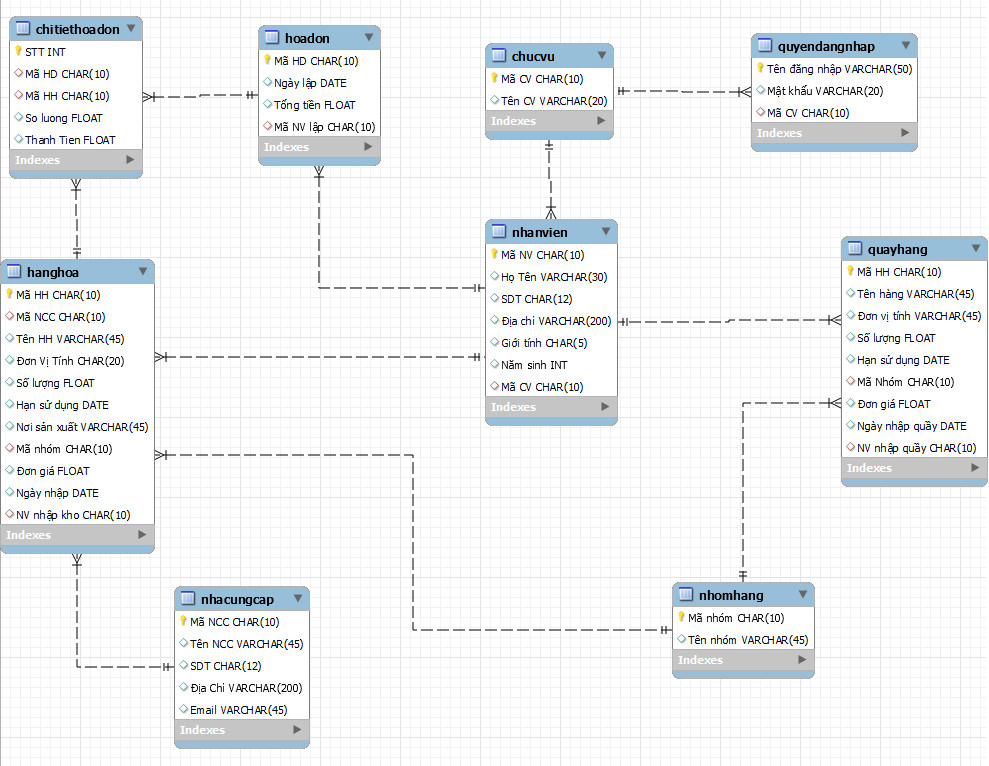 chitiethoadon
STT INT
Mã HD CHAR(10)
Mã HH CHAR(10)
So luong FLOAT
Thanh Tien FLOAT
Indexes
hoadon
Mã HD CHAR(10)
Ngày lập DATE
Tổng tiền FLOAT
Mã NV lập CHAR(10)
Indexes
chucvu
Mã CV CHAR(10)
Tên CV VARCHAR(20)
Indexes
quyendangnhap
Tên đăng nhập VARCHAR(50)
Mật khẩu VARCHAR(20)
Mã CV CHAR(10)
Indexes
hanghoa
Mã HH CHAR(10)
Mã NCC CHAR(10)
Tên HH VARCHAR(45)
Đơn Vị Tính CHAR(20)
Số lượng FLOAT
Hạn sử dụng DATE
Nơi sản xuất VARCHAR(45)
Mã nhóm CHAR(10)
Đơn giá FLOAT
Ngày nhập DATE
NV nhập kho CHAR(10)
Indexes
nhanvien
Mã NV CHAR(10)
Họ Tên VARCHAR(30)
SDT CHAR(12)
Địa chỉ VARCHAR(200)
Giới tính CHAR(5)
Năm sinh INT
Mã CV CHAR(10)
Indexes
quayhang
Mã HH CHAR(10)
Tên hàng VARCHAR(45)
Đơn vị tính VARCHAR(45)
Số lượng FLOAT
Hạn sử dụng DATE
Mã Nhóm CHAR(10)
Đơn giá FLOAT
Ngày nhập quầy DATE
NV nhập quầy CHAR(10)
Indexes
nhacungcap
Mã NCC CHAR(10)
Tên NCC VARCHAR(45)
SDT CHAR(12)
Địa Chỉ VARCHAR(200)
Email VARCHAR(45)
Indexes
nhomhang
Mã nhóm CHAR(10)
Tên nhóm VARCHAR(45)
Indexes